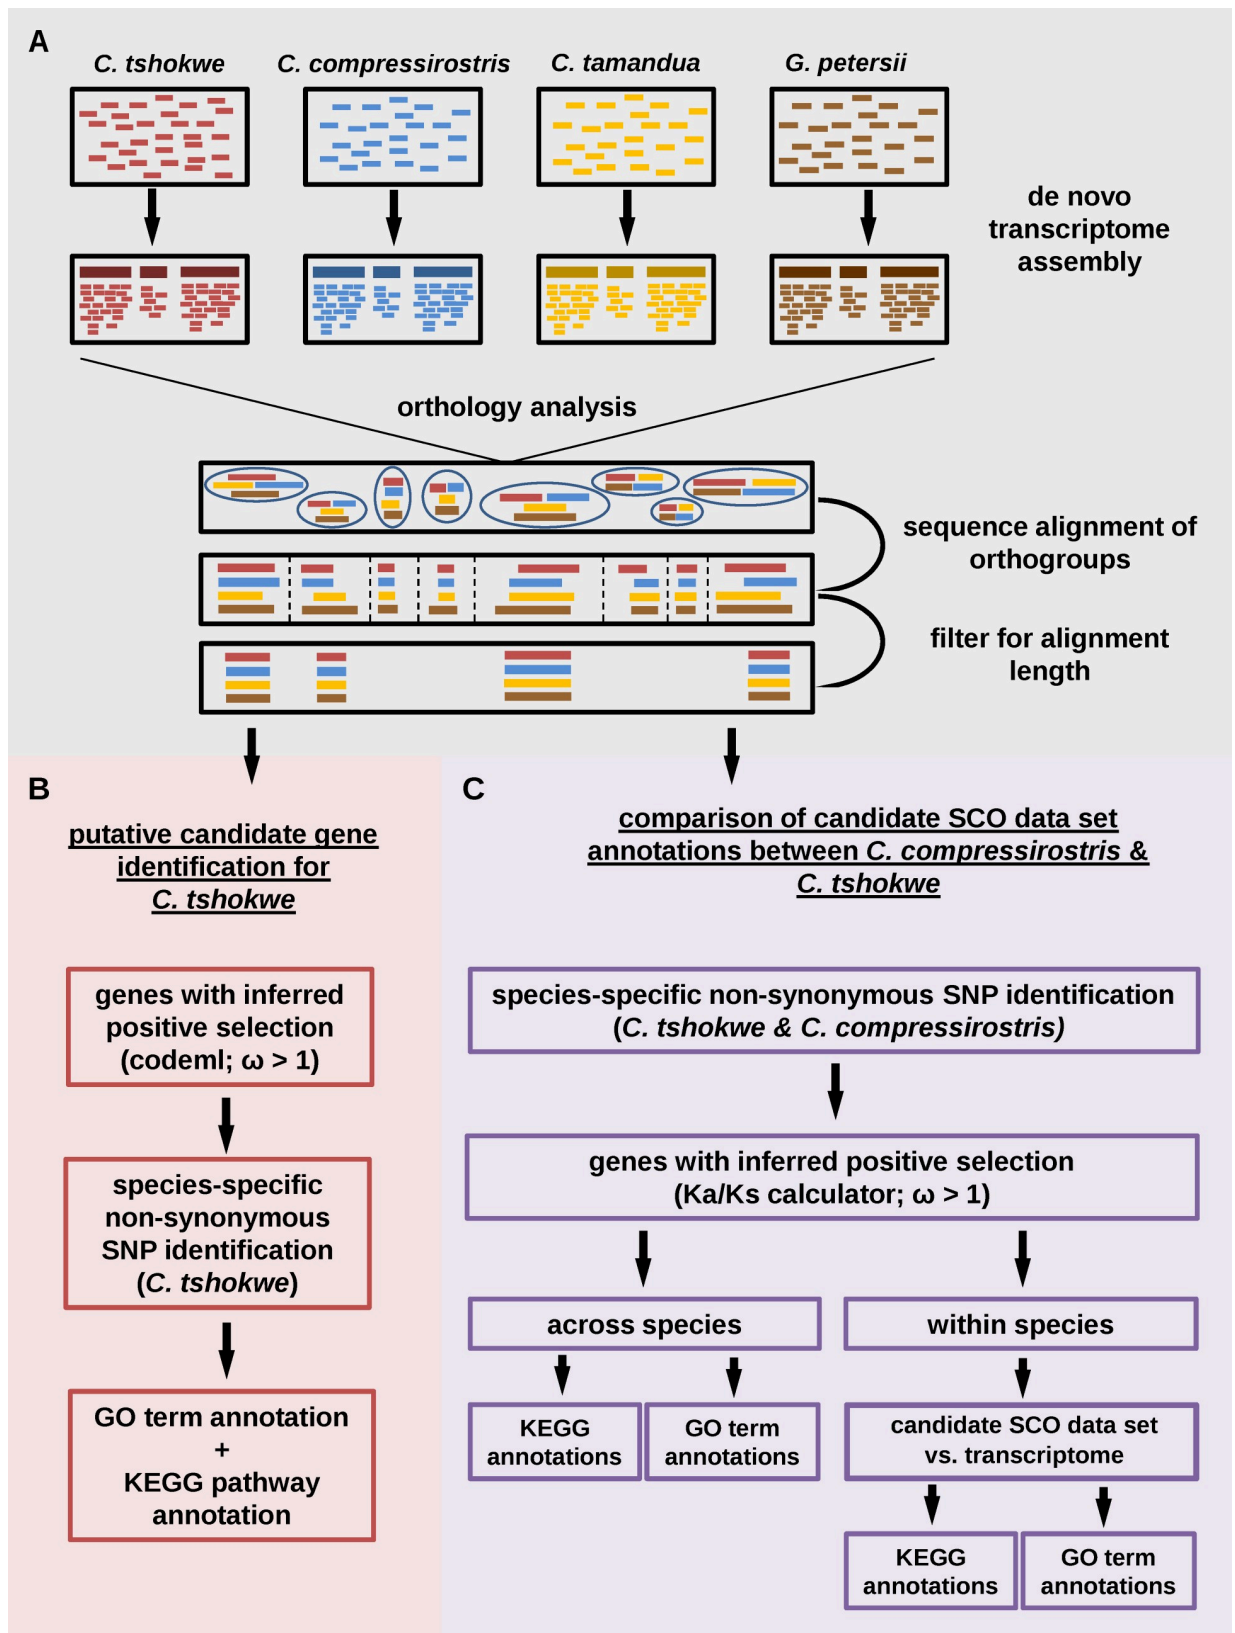 A
C. tshokwe
C. compressirostris
C. tamandua
G. petersii
de novo
transcriptome
assembly
orthology analysis
sequence alignment of
orthogroups
filter for alignment
length
B
putative candidate gene
identification for
C. tshokwe
genes with inferred
positive selection
(codeml; ω > 1)
species-specific
non-synonymous
SNP identification
(C. tshokwe)
GO term annotation
+
KEGG pathway
annotation
C
comparison of candidate SCO data set
annotations between C. compressirostris &
C. tshokwe
species-specific non-synonymous SNP identification
(C. tshokwe & C. compressirostris)
genes with inferred positive selection
(Ka/Ks calculator; ω > 1)
across species
within species
KEGG
annotations
GO term
annotations
candidate SCO data set
vs. transcriptome
KEGG
annotations
GO term
annotations